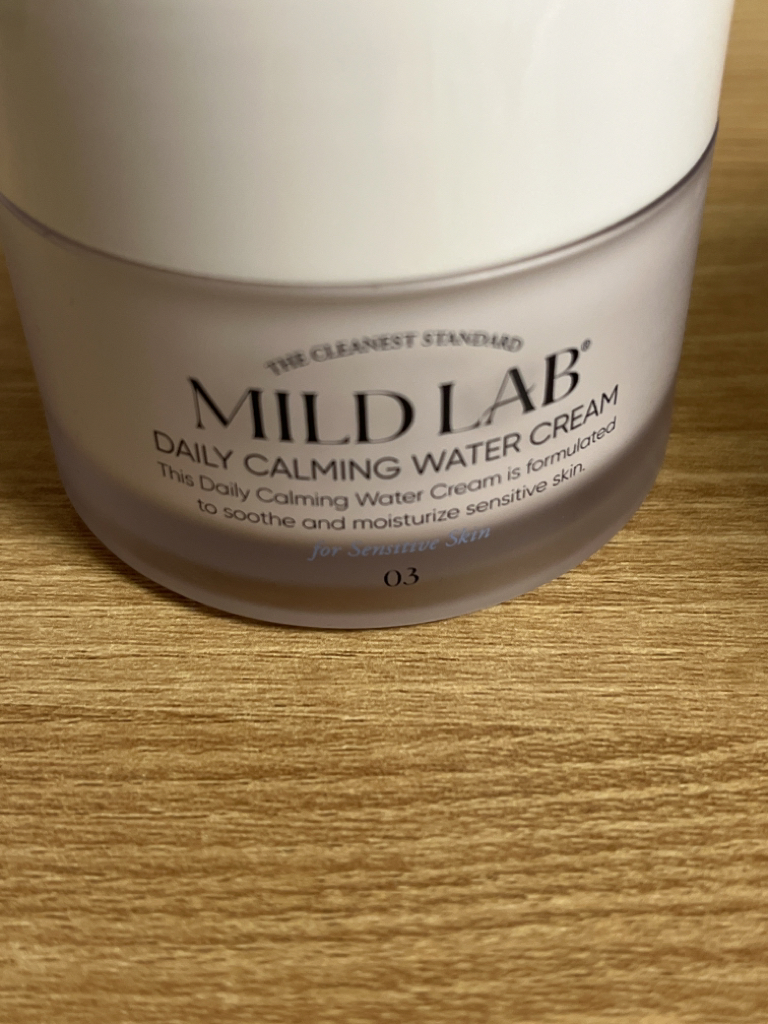 THE CLEANEST STANDARD
MILD LAB®
DAILY CALMING WATER CREAM
This Daily Calming Water Cream is formulated
to soothe and moisturize sensitive skin.
for Sensitive Skin
03